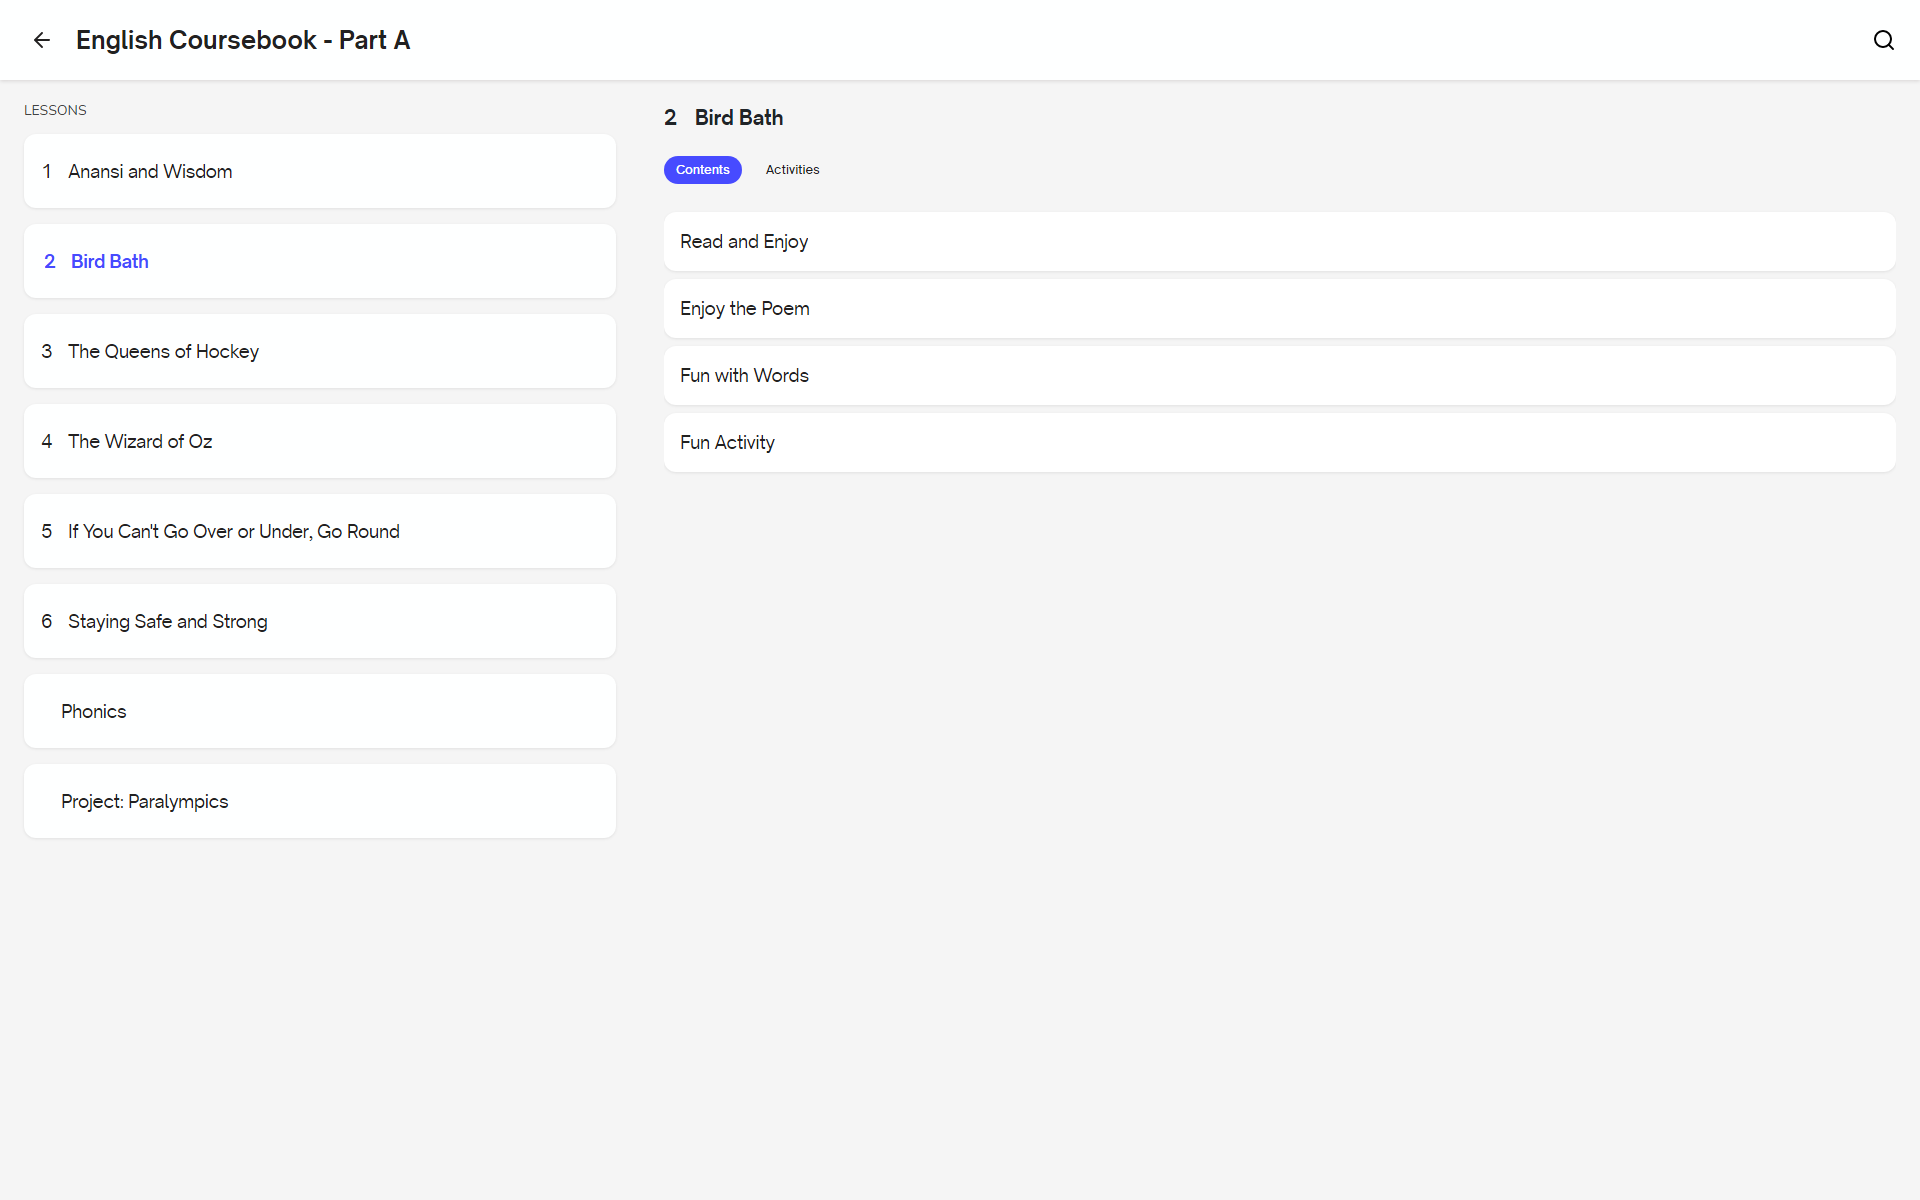 English Coursebook - Part A
LESSONS
1 Anansi and Wisdom
2 Bird Bath
3 The Queens of Hockey
4 The Wizard of Oz
5 If You Can't Go Over or Under, Go Round
6 Staying Safe and Strong
Phonics
Project: Paralympics
2 Bird Bath
Contents Activities
Read and Enjoy
Enjoy the Poem
Fun with Words
Fun Activity